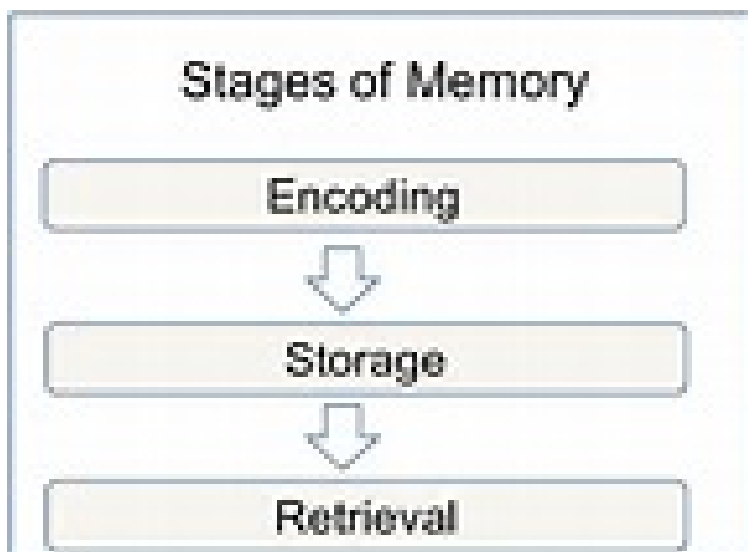 Stages of Memory
Encoding
Storage
Retrieval